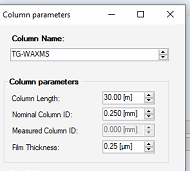 Column parameters
Column Name:
TG-WAXMS
Column parameters
Column Length: 30.00 [m]
Nominal Column ID: 0.250 [mm]
Measured Column ID: 0.000 [mm]
Film Thickness: 0.25 [µm]